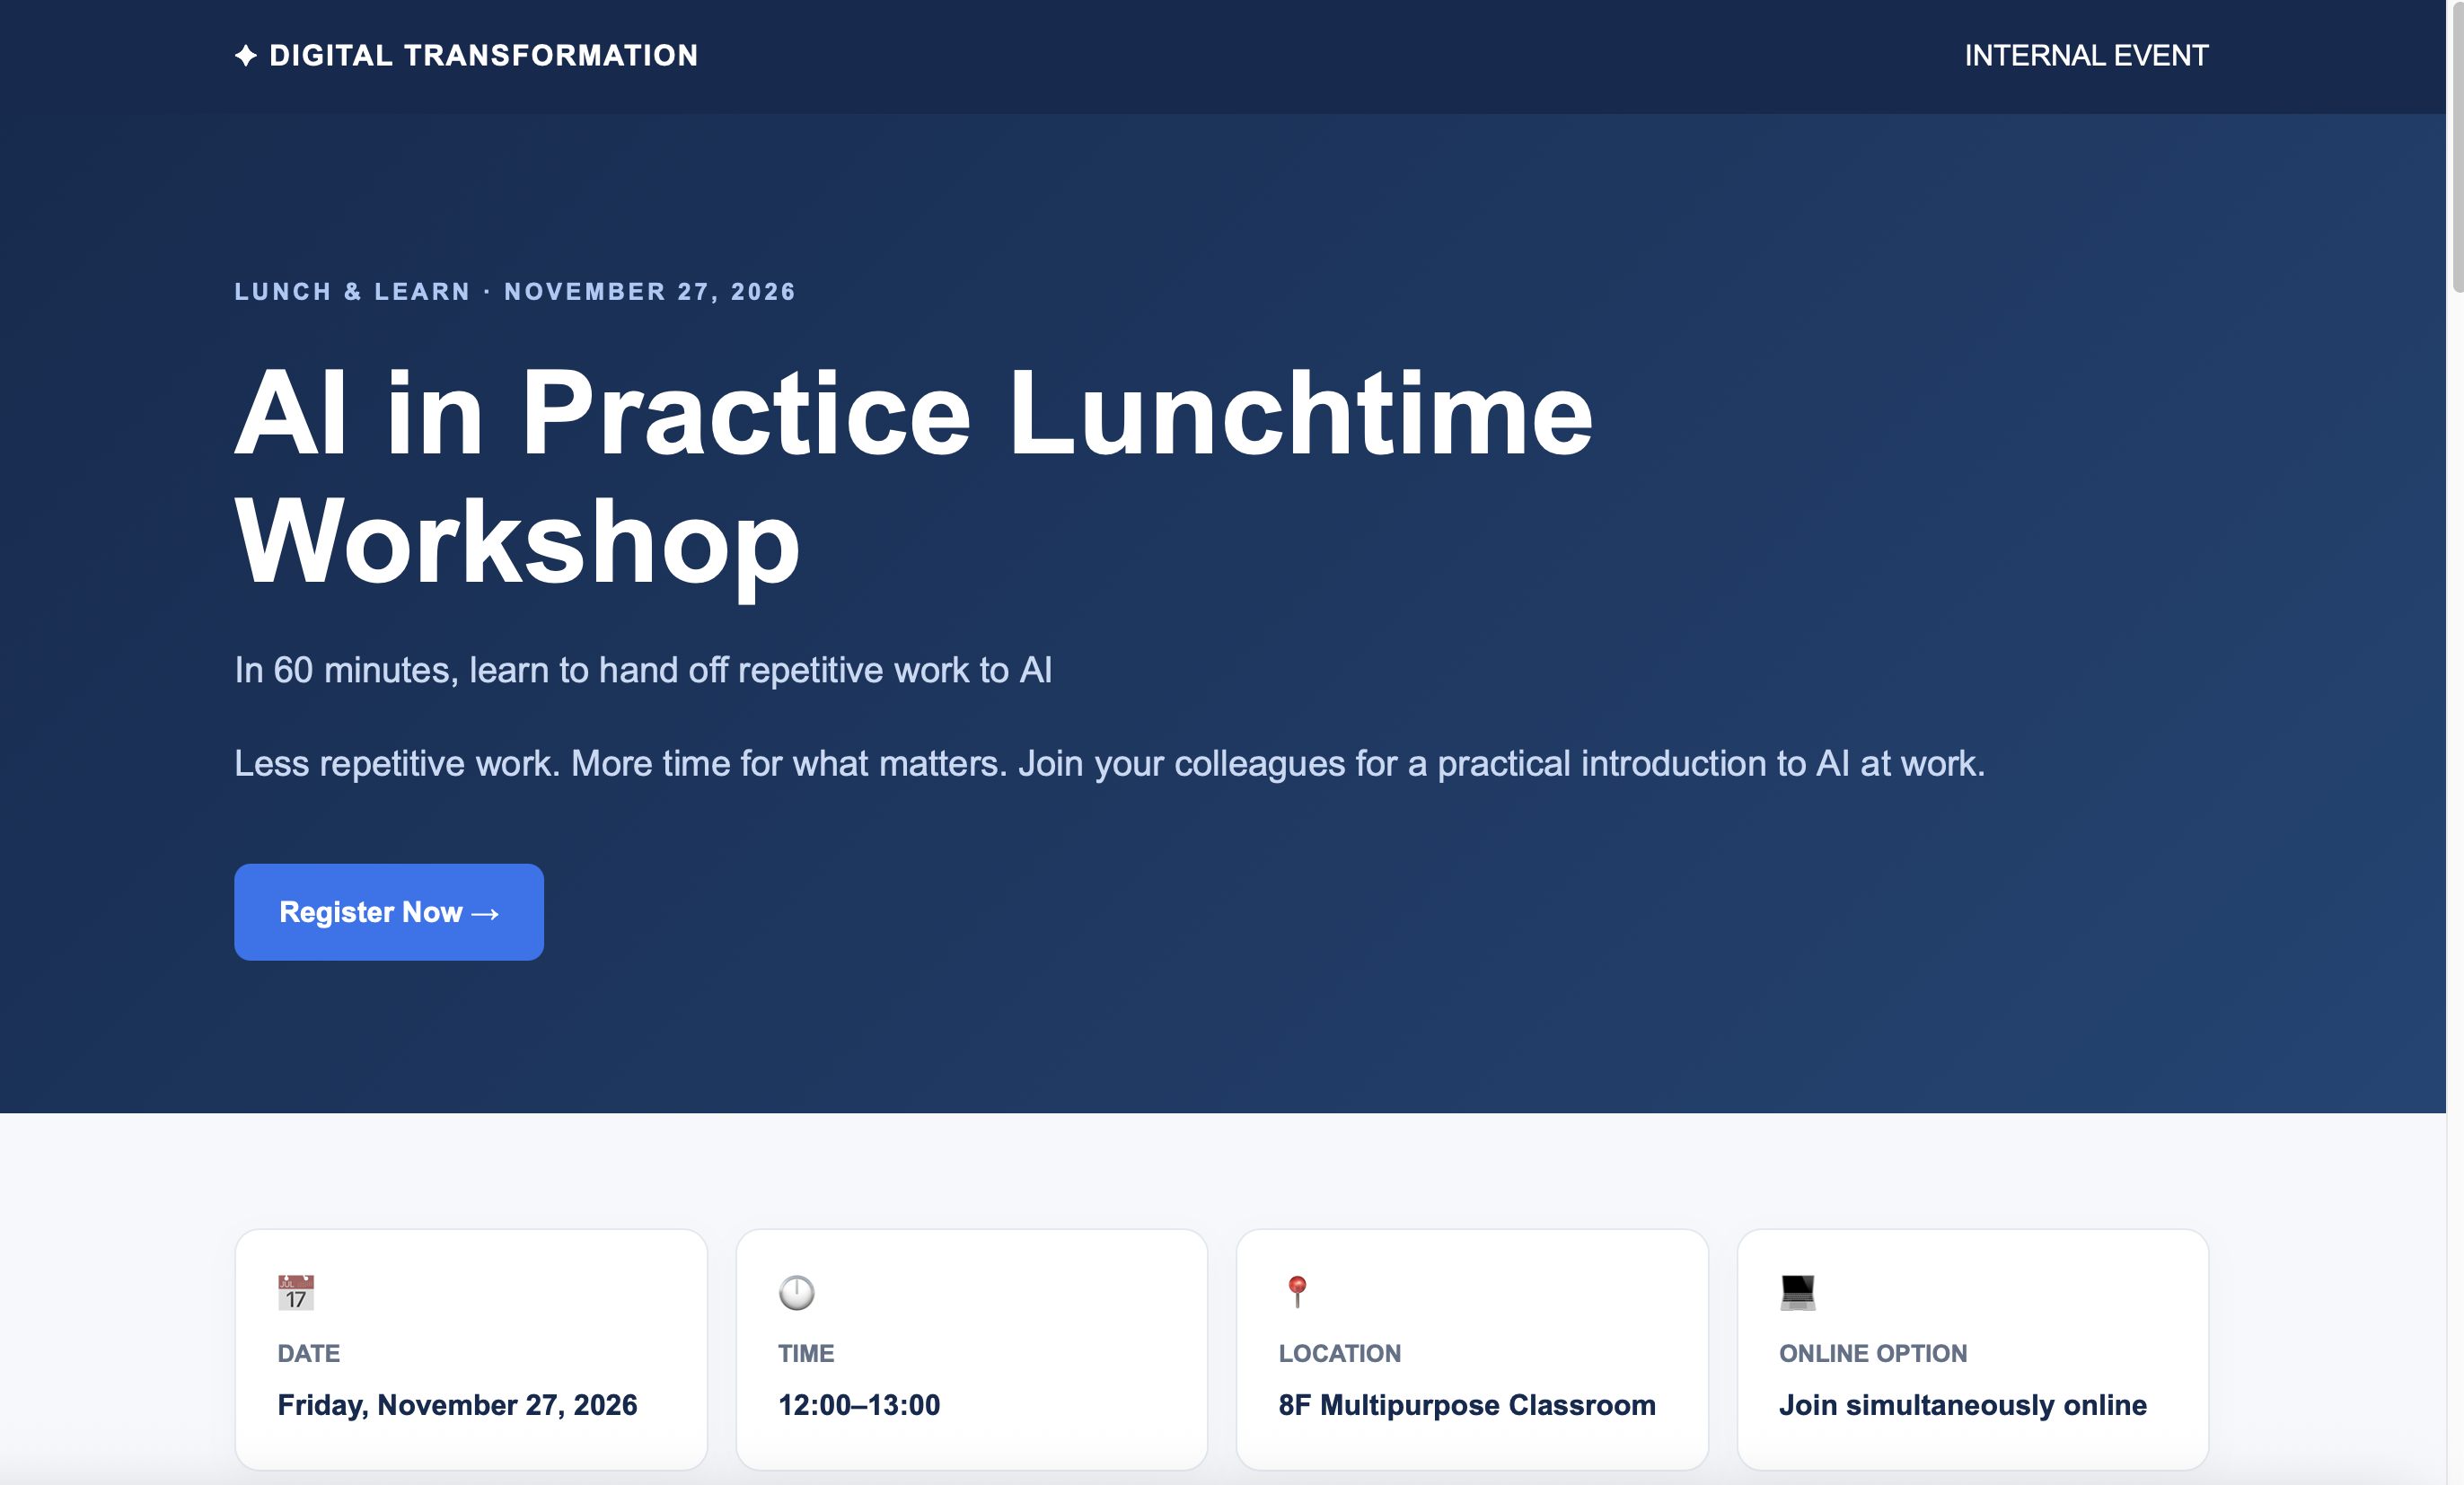 ✦ DIGITAL TRANSFORMATION
INTERNAL EVENT
LUNCH & LEARN · NOVEMBER 27, 2026
AI in Practice Lunchtime
Workshop
In 60 minutes, learn to hand off repetitive work to AI
Less repetitive work. More time for what matters. Join your colleagues for a practical introduction to AI at work.
Register Now →
JUL
17
DATE
Friday, November 27, 2026
TIME
12:00–13:00
LOCATION
8F Multipurpose Classroom
ONLINE OPTION
Join simultaneously online